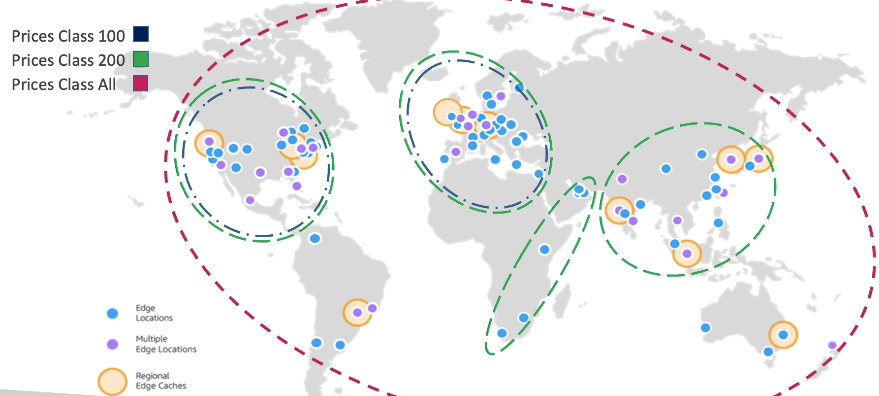 Prices Class 100
Prices Class 200
Prices Class All
Edge
Locations
Multiple
Edge Locations
Regional
Edge Caches